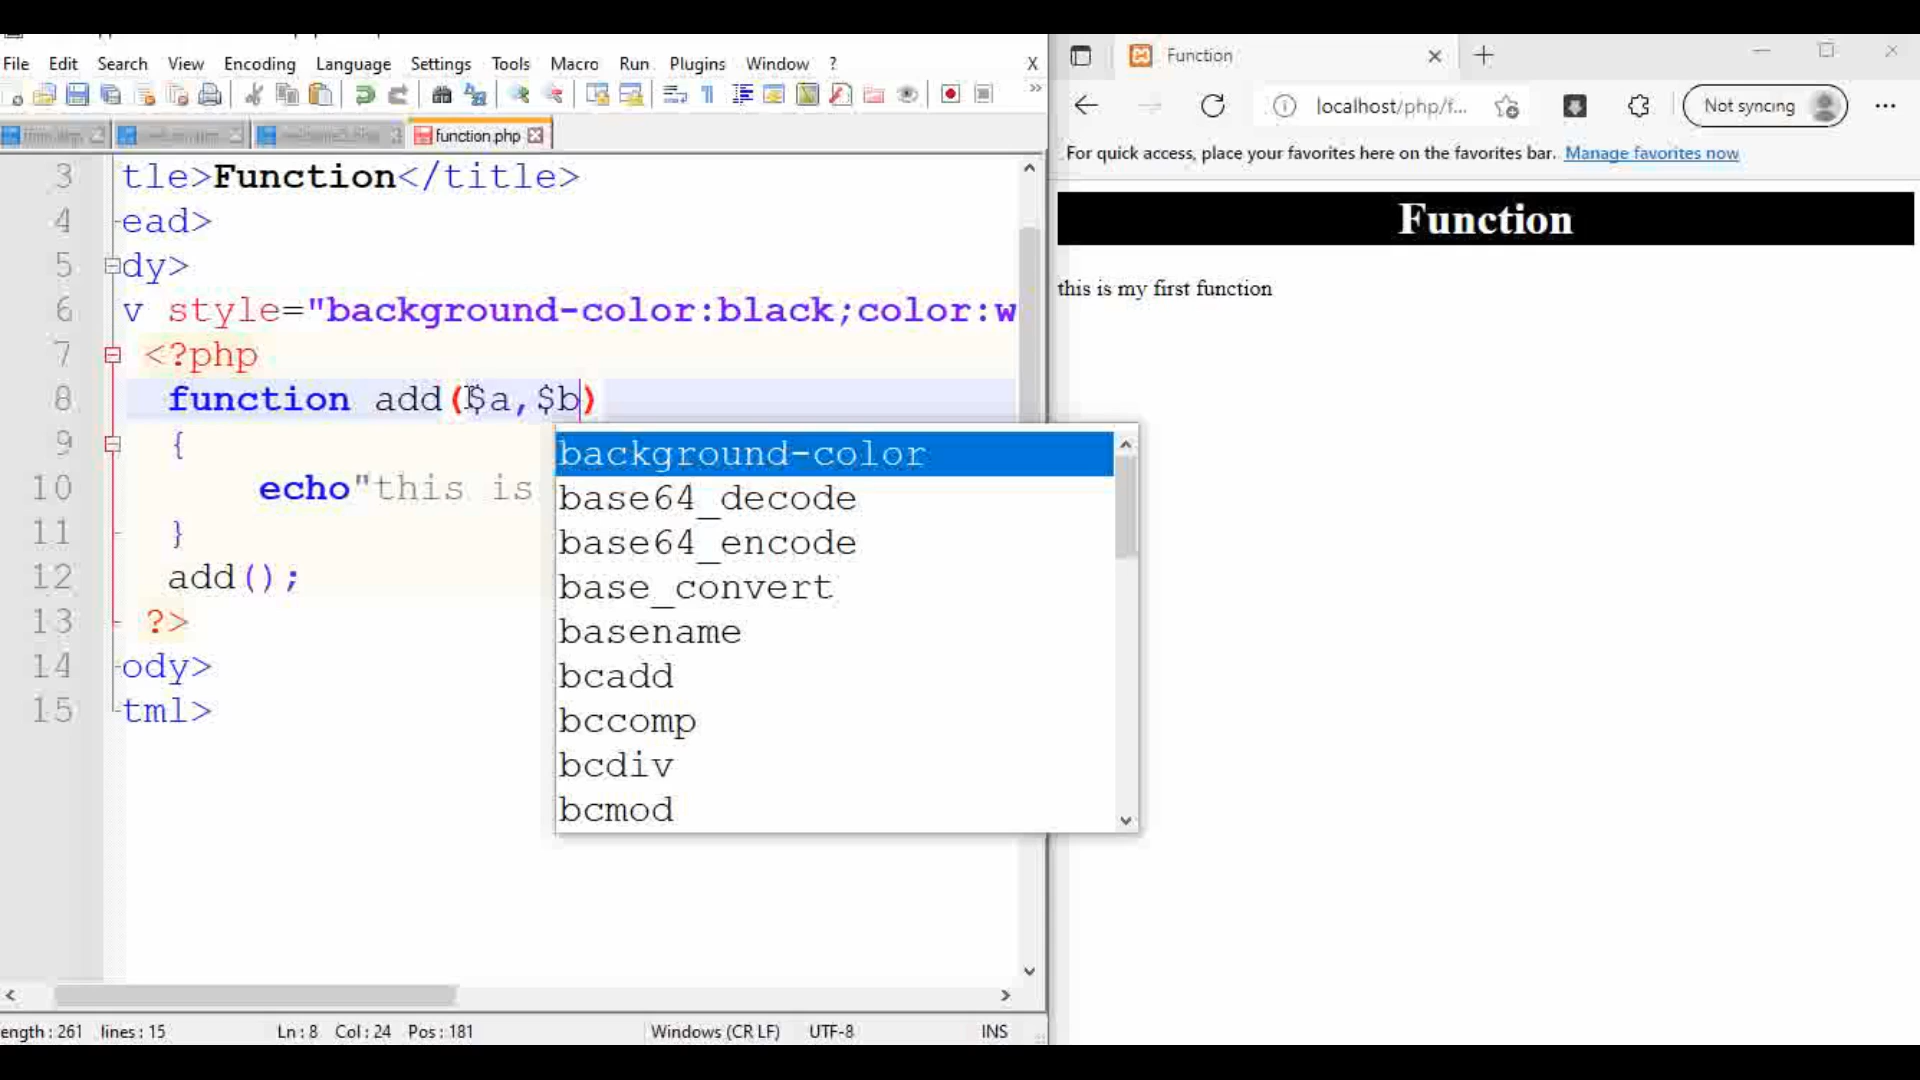 File Edit Search View Encoding Language Settings Tools Macro Run Plugins Window ? X
function.php
3 tle>Function</title>
4 ead>
5 dy>
6 v style="background-color:black;color:w
7 <?php
8 function add($a,$b)
9 {
10 echo"this is
11 }
12 add();
13 ?>
14 ody>
15 tml>
background-color
base64_decode
base64_encode
base_convert
basename
bcadd
bccomp
bcdiv
bcmod
ength: 261 lines: 15 Ln: 8 Col: 24 Pos: 181 Windows (CR LF) UTF-8 INS
Function
localhost/php/f...
Not syncing
For quick access, place your favorites here on the favorites bar. Manage favorites now
Function
this is my first function